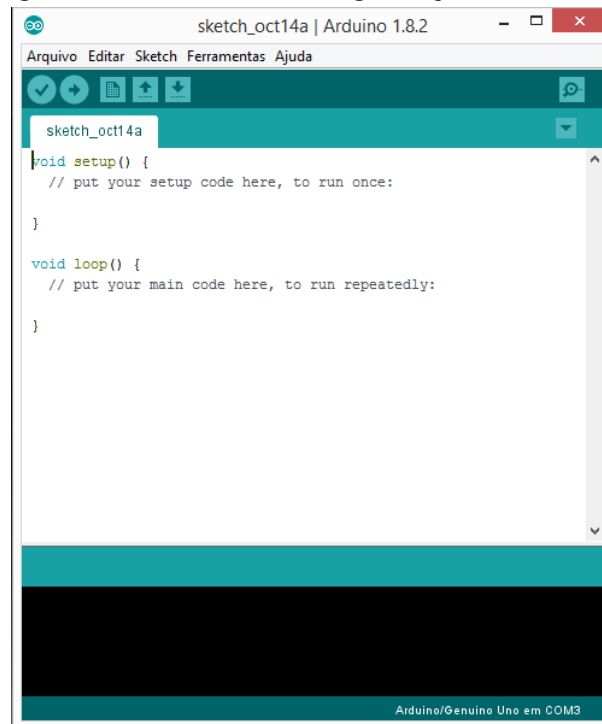 sketch_oct14a | Arduino 1.8.2
Arquivo Editar Sketch Ferramentas Ajuda
sketch_oct14a
void setup() {
// put your setup code here, to run once:
}
void loop() {
// put your main code here, to run repeatedly:
}
Arduino/Genuino Uno em COM3